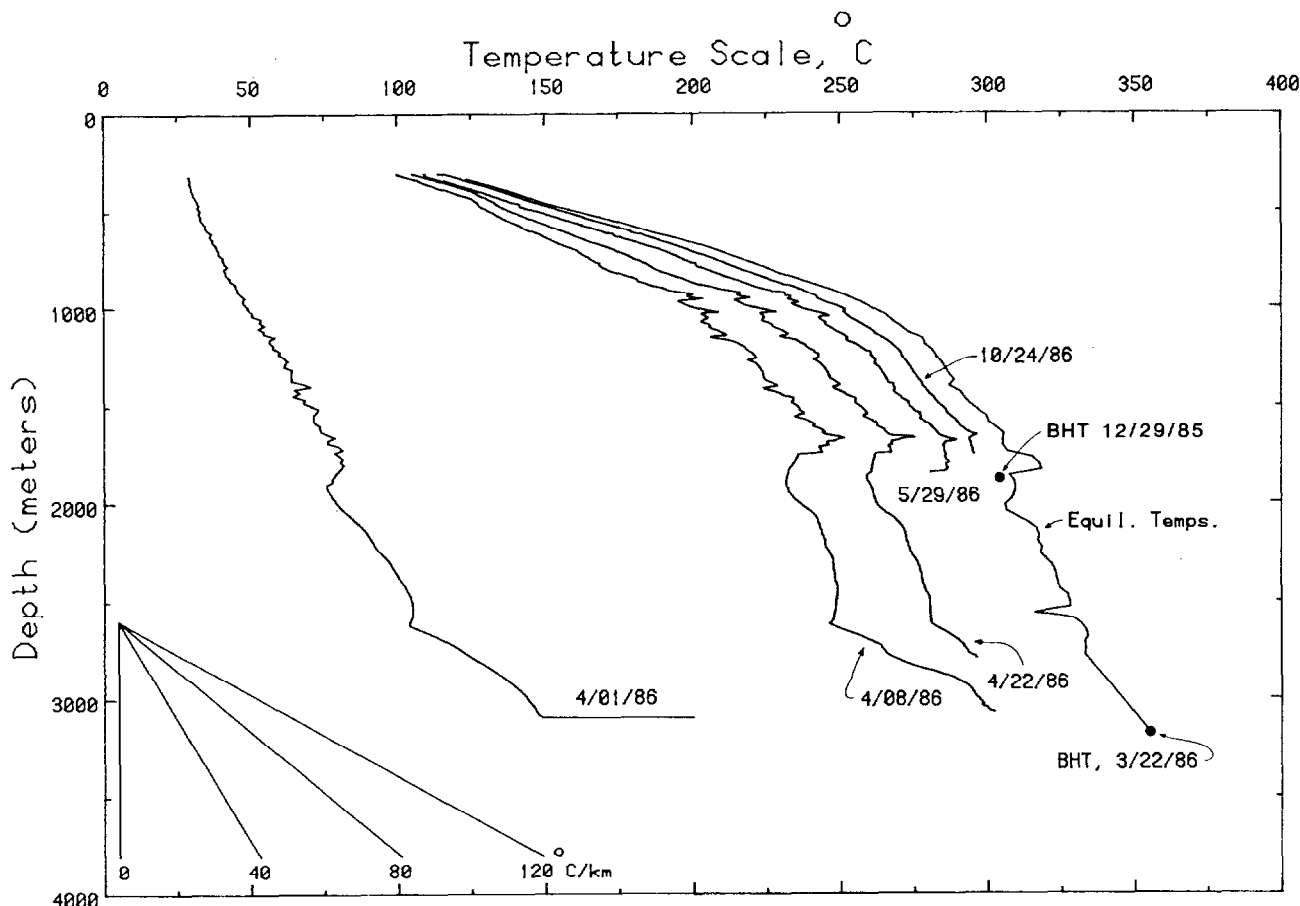 Temperature Scale, °C
0 50 100 150 200 250 300 350 400
0
1000
2000
3000
4000
Depth (meters)
10/24/86
BHT 12/29/85
5/29/86
Equil. Temps.
4/22/86
4/01/86
4/08/86
BHT, 3/22/86
0 40 80 120 °C/km